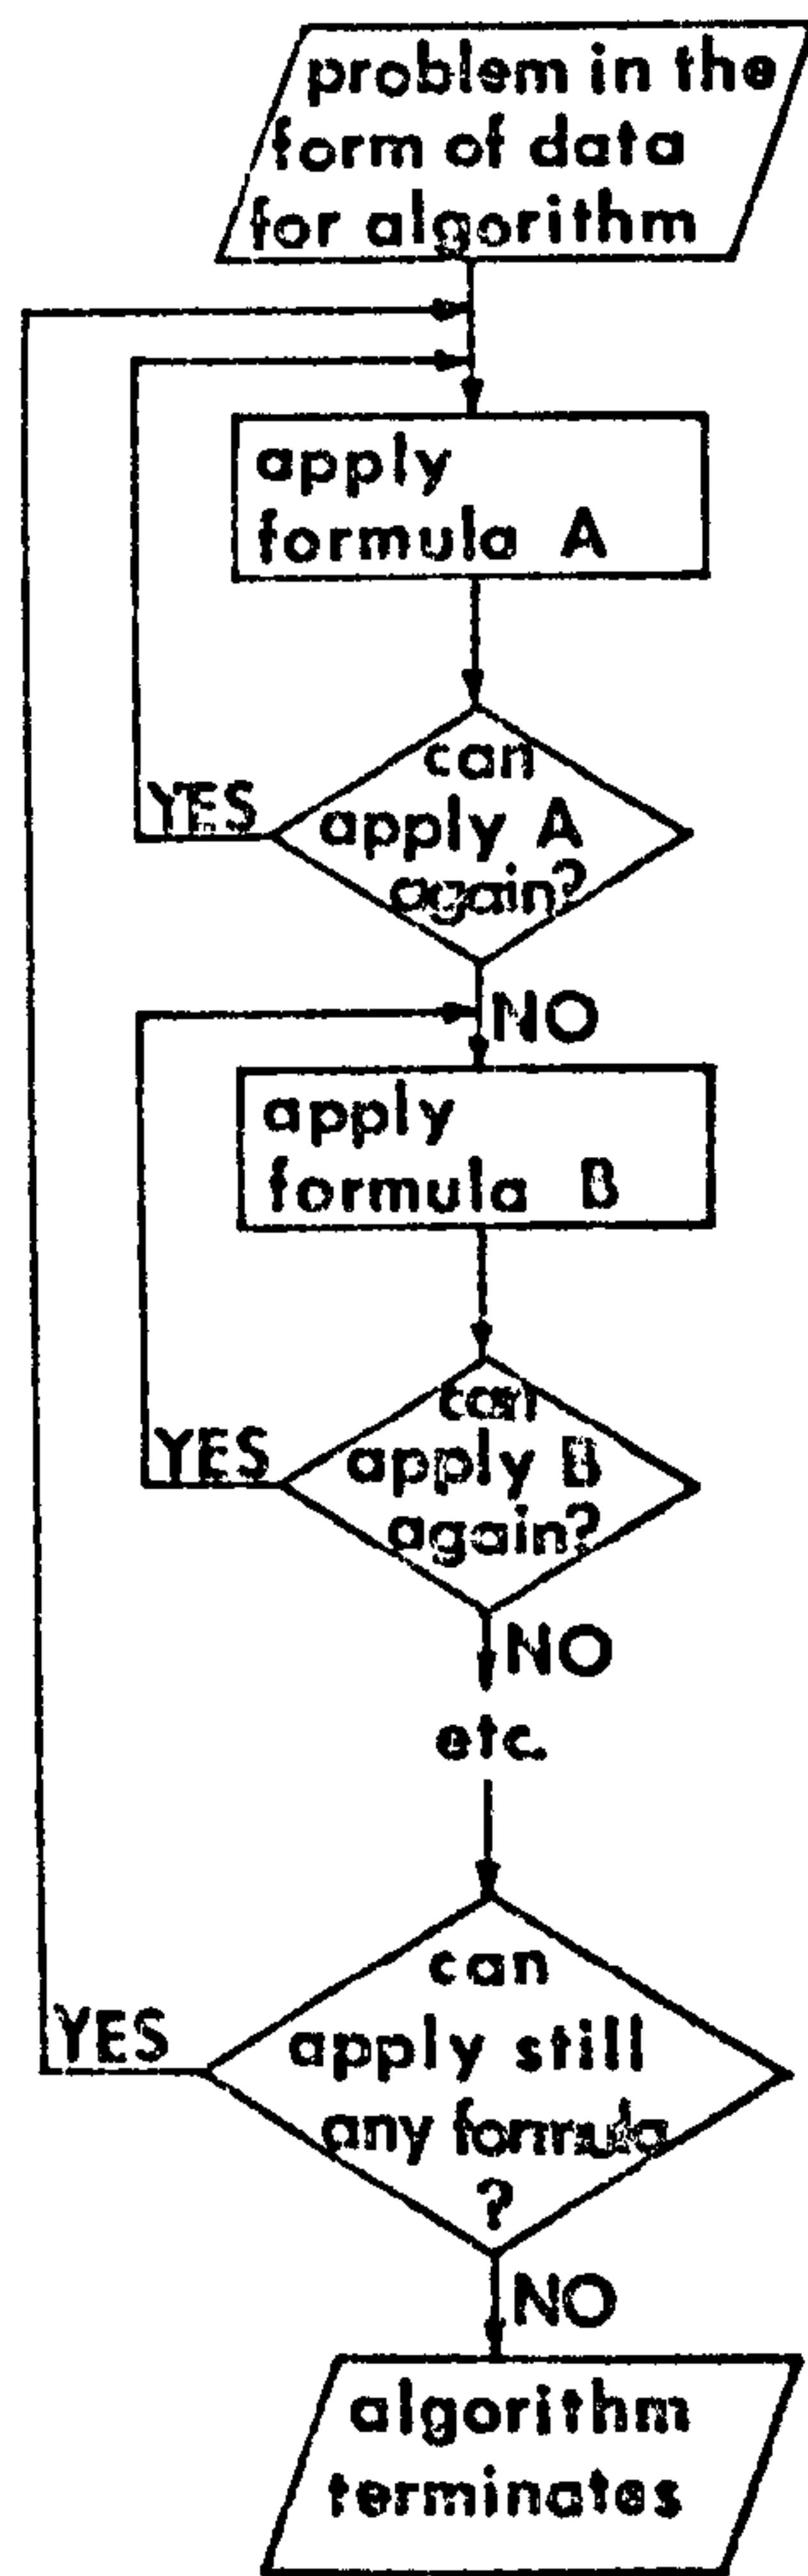 problem in the
form of data
for algorithm
apply
formula A
can
apply A
again?
YES
NO
apply
formula B
can
apply B
again?
YES
NO
etc.
can
apply still
any formula
?
YES
NO
algorithm
terminates